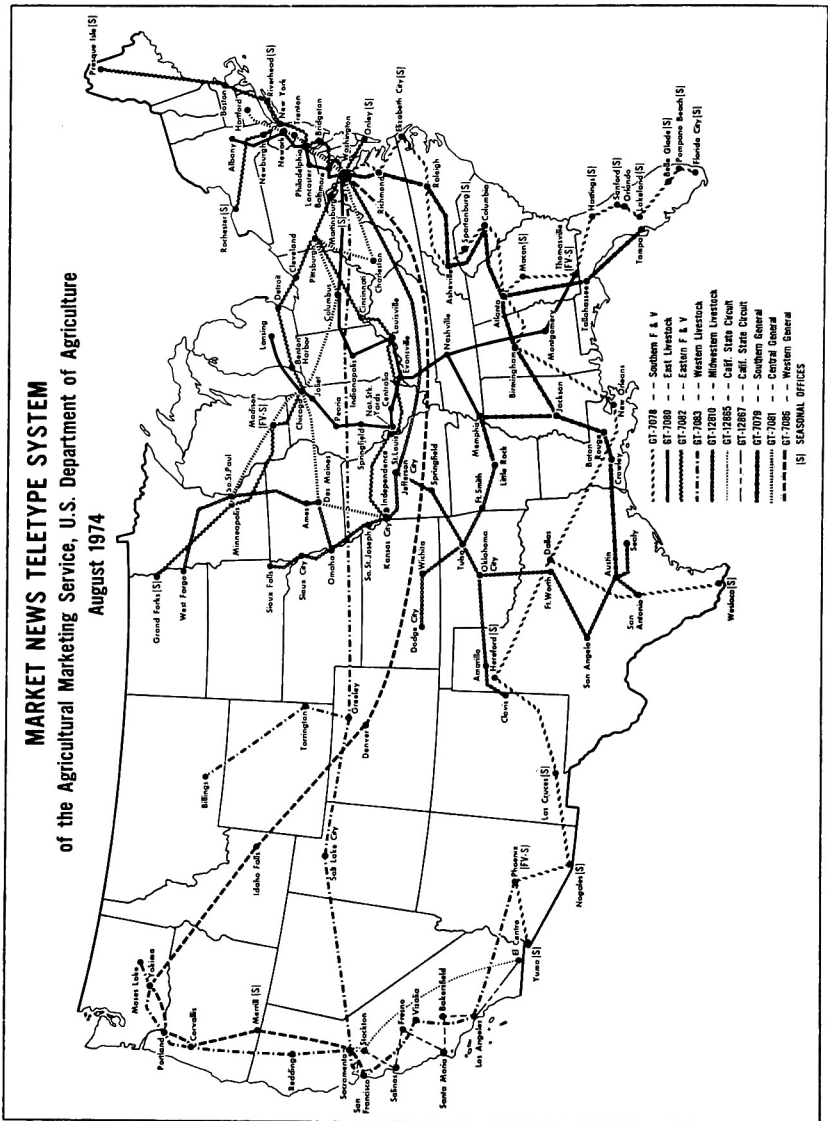 MARKET NEWS TELETYPE SYSTEM
of the Agricultural Marketing Service, U.S. Department of Agriculture
August 1974
Moses Lake
Yakima
Portland
Corvallis
Merrill [S]
Redding
Sacramento
San Francisco
Stockton
Salinas
Fresno
Visalia
Santa Maria
Bakersfield
Los Angeles
El Centro
Yuma [S]
Phoenix
[FV-S]
Nogales [S]
Las Cruces [S]
Billings
Idaho Falls
Salt Lake City
Torrington
Greeley
Denver
Grand Forks [S]
West Fargo
Minneapolis
So. St. Paul
Sioux Falls
Sioux City
Omaha
Ames
Des Moines
So. St. Joseph
Kansas City
Independence
Jefferson City
Springfield
Dodge City
Wichita
Tulsa
Oklahoma City
Amarillo
Hereford [S]
Clovis
Ft. Smith
Little Rock
Memphis
Dallas
Ft. Worth
San Angelo
Austin
Sealy
San Antonio
Weslaco [S]
Crowley
Baton Rouge
New Orleans
Jackson
Madison
[FV-S]
Lansing
Benton Harbor
Chicago
Joliet
Peoria
Springfield
Nat. Stk. Yards
St. Louis
Centralia
Evansville
Louisville
Indianapolis
Columbus
Cincinnati
Detroit
Cleveland
Pittsburgh
Charleston
Martinsburg
[S]
Nashville
Birmingham
Montgomery
Atlanta
Macon [S]
Thomasville
[FV-S]
Tallahassee
Asheville
Spartanburg [S]
Columbia
Raleigh
Richmond
Elizabeth City [S]
Onley [S]
Washington
Baltimore
Lancaster
Philadelphia
Bridgeton
Trenton
Newark
New York
Newburgh
Riverhead [S]
Hartford
Boston
Albany
Rochester [S]
Presque Isle [S]
Hastings [S]
Sanford [S]
Orlando
Lakeland [S]
Tampa
Belle Glade [S]
Pompano Beach [S]
Florida City [S]
GT-7078 -- Southern F & V
GT-7080 -- East Livestock
GT-7082 -- Eastern F & V
GT-7083 -- Western Livestock
GT-12810 -- Midwestern Livestock
GT-12865 -- Calif. State Circuit
GT-12867 -- Calif. State Circuit
GT-7079 -- Southern General
GT-7081 -- Central General
GT-7086 -- Western General
[S] SEASONAL OFFICES